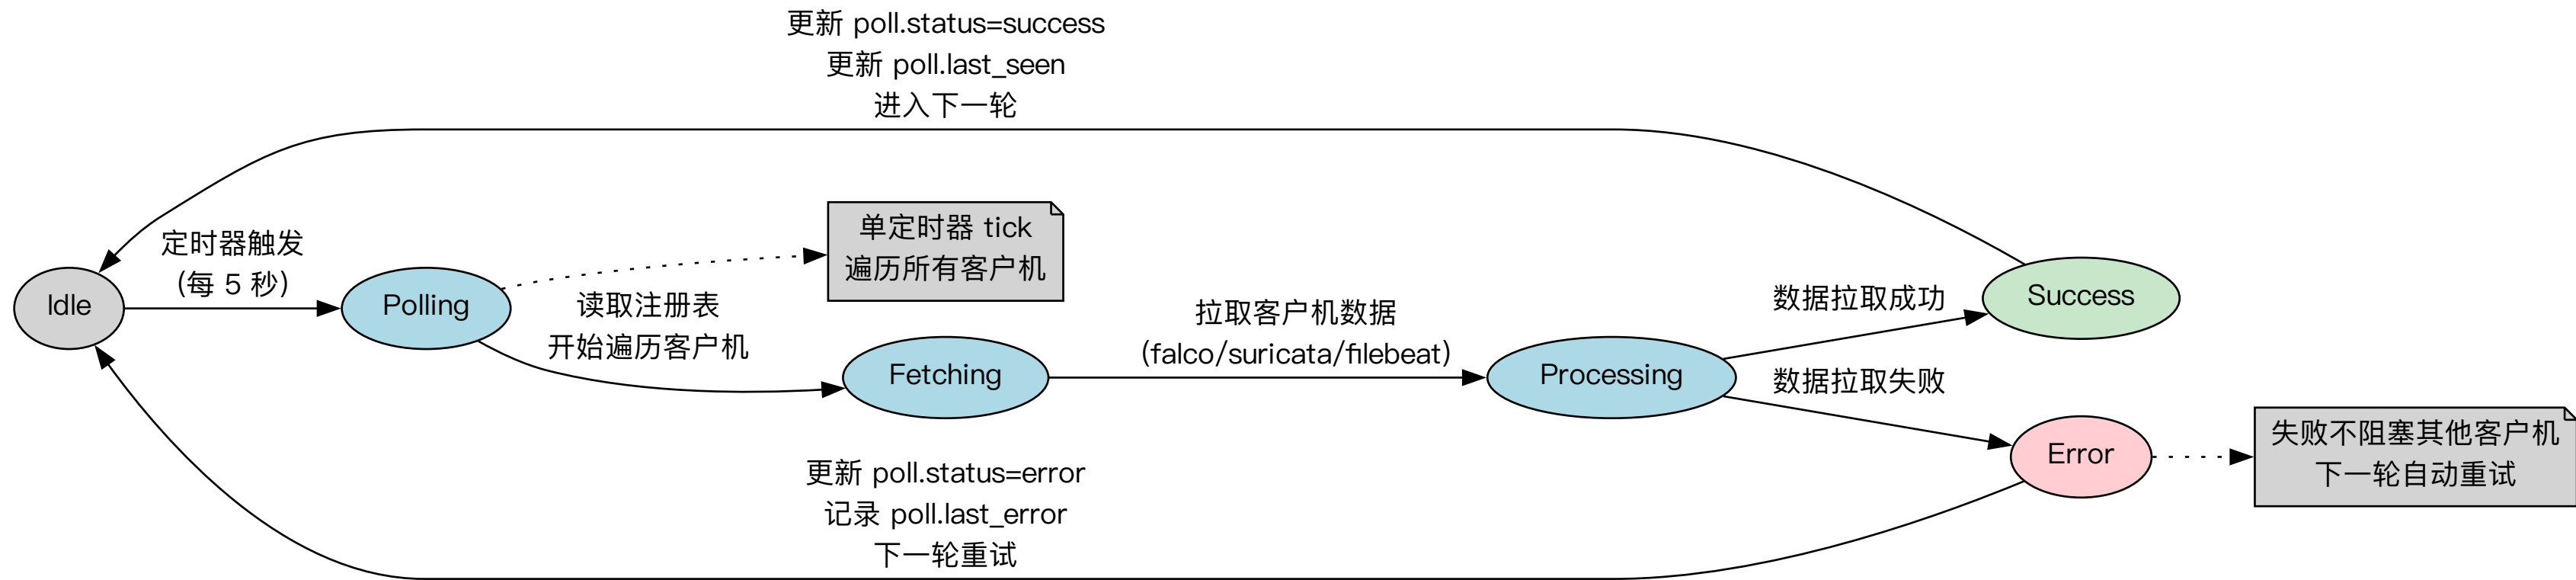 更新 poll.status=success
更新 poll.last_seen
进入下一轮
定时器触发
(每 5 秒)
Idle
Polling
单定时器 tick
遍历所有客户机
读取注册表
开始遍历客户机
Fetching
拉取客户机数据
(falco/suricata/filebeat)
Processing
数据拉取成功
Success
数据拉取失败
Error
失败不阻塞其他客户机
下一轮自动重试
更新 poll.status=error
记录 poll.last_error
下一轮重试